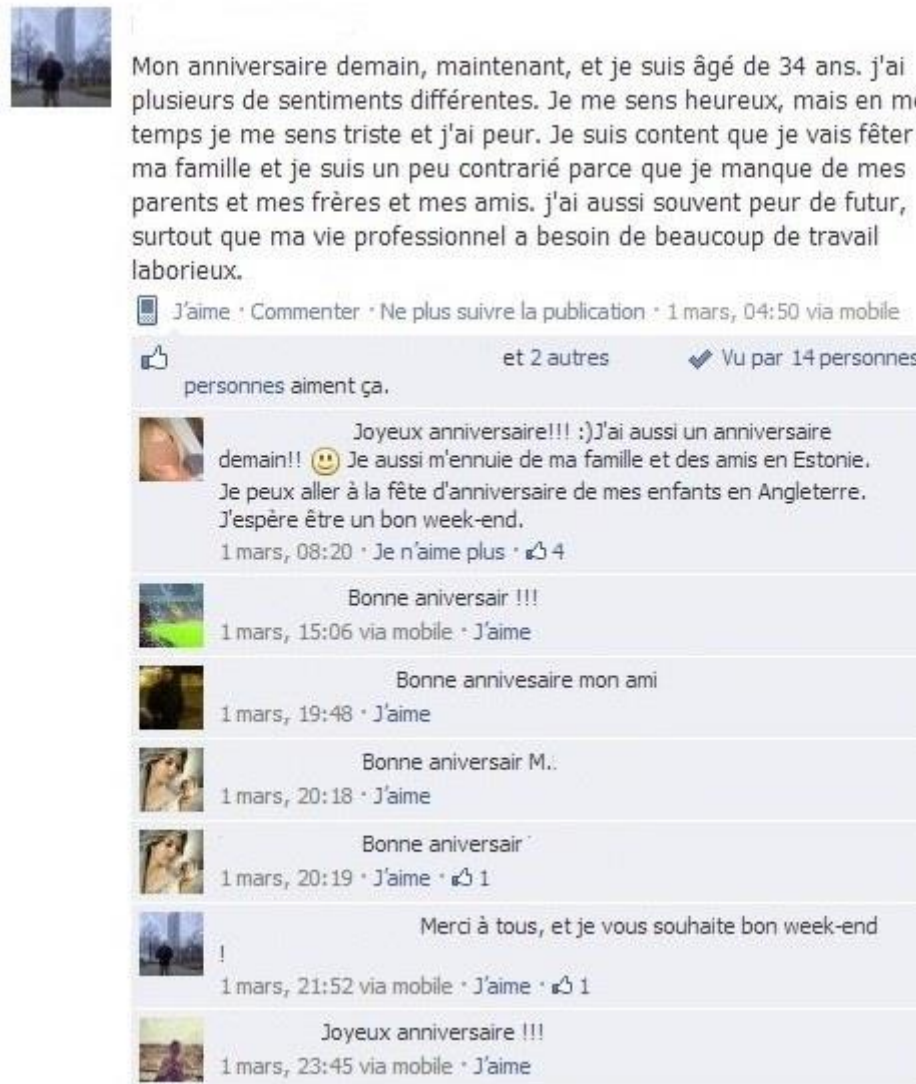 Mon anniversaire demain, maintenant, et je suis âgé de 34 ans. j'ai
plusieurs de sentiments différentes. Je me sens heureux, mais en
temps je me sens triste et j'ai peur. Je suis content que je vais fêter
ma famille et je suis un peu contrarié parce que je manque de mes
parents et mes frères et mes amis. j'ai aussi souvent peur de futur,
surtout que ma vie professionnel a besoin de beaucoup de travail
laborieux.
J'aime · Commenter · Ne plus suivre la publication · 1 mars, 04:50 via mobile
et 2 autres Vu par 14 personnes
personnes aiment ça.
Joyeux anniversaire!!! :)J'ai aussi un anniversaire
demain!! Je aussi m'ennuie de ma famille et des amis en Estonie.
Je peux aller à la fête d'anniversaire de mes enfants en Angleterre.
J'espère être un bon week-end.
1 mars, 08:20 · Je n'aime plus · 4
Bonne aniversair !!!
1 mars, 15:06 via mobile · J'aime
Bonne annivesaire mon ami
1 mars, 19:48 · J'aime
Bonne aniversair M..
1 mars, 20:18 · J'aime
Bonne aniversair
1 mars, 20:19 · J'aime · 1
Merci à tous, et je vous souhaite bon week-end
!
1 mars, 21:52 via mobile · J'aime · 1
Joyeux anniversaire !!!
1 mars, 23:45 via mobile · J'aime